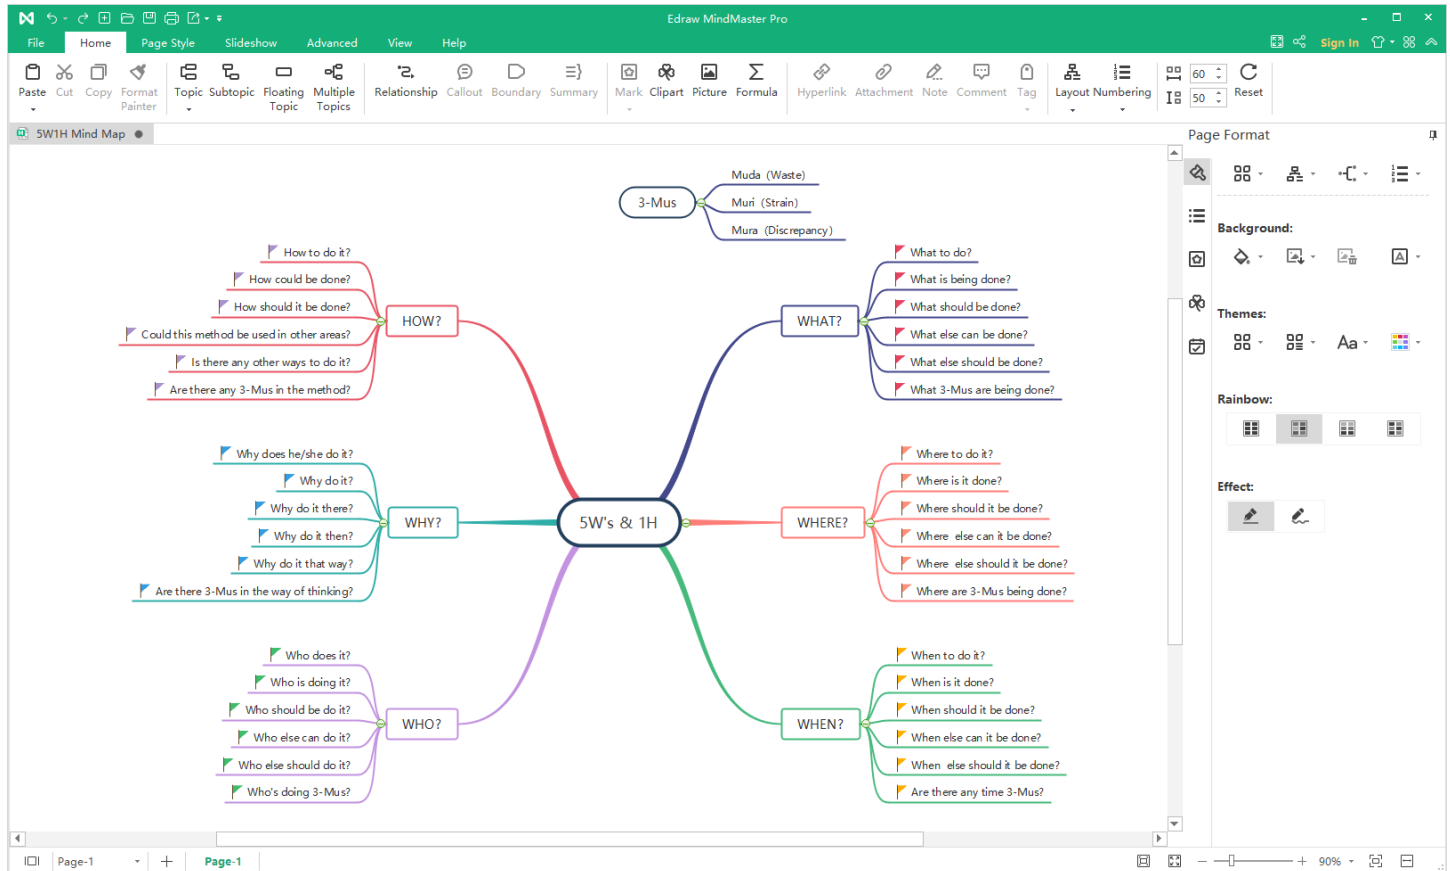 Edraw MindMaster Pro
File Home Page Style Slideshow Advanced View Help Sign In
Paste Cut Copy Format Painter Topic Subtopic Floating Topic Multiple Topics Relationship Callout Boundary Summary Mark Clipart Picture Formula Hyperlink Attachment Note Comment Tag Layout Numbering 60 50 Reset
5W1H Mind Map
Page Format
3-Mus
Muda (Waste)
Muri (Strain)
Mura (Discrepancy)
How to do it?
How could be done?
How should it be done?
Could this method be used in other areas?
Is there any other ways to do it?
Are there any 3-Mus in the method?
HOW?
WHAT?
What to do?
What is being done?
What should be done?
What else can be done?
What else should be done?
What 3-Mus are being done?
Why does he/she do it?
Why do it?
Why do it there?
Why do it then?
Why do it that way?
Are there 3-Mus in the way of thinking?
WHY?
5W's & 1H
WHERE?
Where to do it?
Where is it done?
Where should it be done?
Where else can it be done?
Where else should it be done?
Where are 3-Mus being done?
Who does it?
Who is doing it?
Who should be do it?
Who else can do it?
Who else should do it?
Who's doing 3-Mus?
WHO?
WHEN?
When to do it?
When is it done?
When should it be done?
When else can it be done?
When else should it be done?
Are there any time 3-Mus?
Background:
Themes:
Aa
Rainbow:
Effect:
Page-1
Page-1
90%